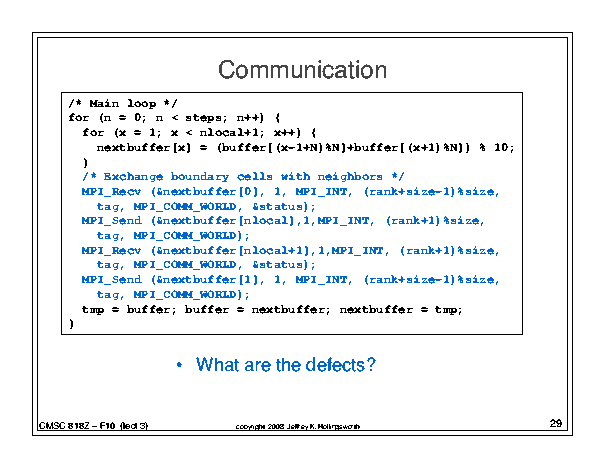 Communication
/* Main loop */
for (n = 0; n < steps; n++) {
for (x = 1; x < nlocal+1; x++) {
nextbuffer[x] = (buffer[(x-1+N)%N]+buffer[(x+1)%N]) % 10;
}
/* Exchange boundary cells with neighbors */
MPI_Recv (&nextbuffer[0], 1, MPI_INT, (rank+size-1)%size,
tag, MPI_COMM_WORLD, &status);
MPI_Send (&nextbuffer[nlocal],1,MPI_INT, (rank+1)%size,
tag, MPI_COMM_WORLD);
MPI_Recv (&nextbuffer[nlocal+1],1,MPI_INT, (rank+1)%size,
tag, MPI_COMM_WORLD, &status);
MPI_Send (&nextbuffer[1], 1, MPI_INT, (rank+size-1)%size,
tag, MPI_COMM_WORLD);
tmp = buffer; buffer = nextbuffer; nextbuffer = tmp;
}
• What are the defects?
CMSC 818Z – F10 (lect 3)
copyright 2008 Jeffrey K. Hollingsworth
29